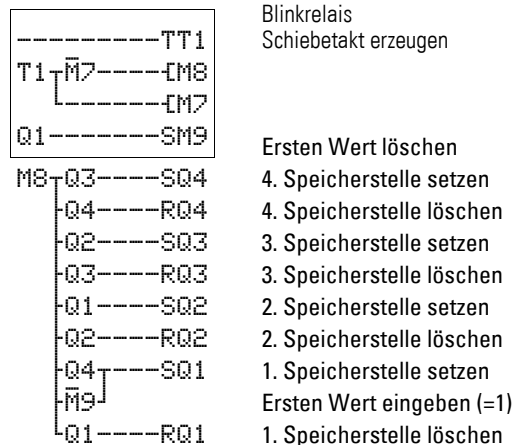 Blinkrelais
---------TT1 Schiebetakt erzeugen
T1┬M̅7----{M8
└------{M7
Q1-------SM9 Ersten Wert löschen
M8┬Q3----SQ4 4. Speicherstelle setzen
├Q4----RQ4 4. Speicherstelle löschen
├Q2----SQ3 3. Speicherstelle setzen
├Q3----RQ3 3. Speicherstelle löschen
├Q1----SQ2 2. Speicherstelle setzen
├Q2----RQ2 2. Speicherstelle löschen
├Q4┬---SQ1 1. Speicherstelle setzen
├M̅9┘ Ersten Wert eingeben (=1)
└Q1----RQ1 1. Speicherstelle löschen